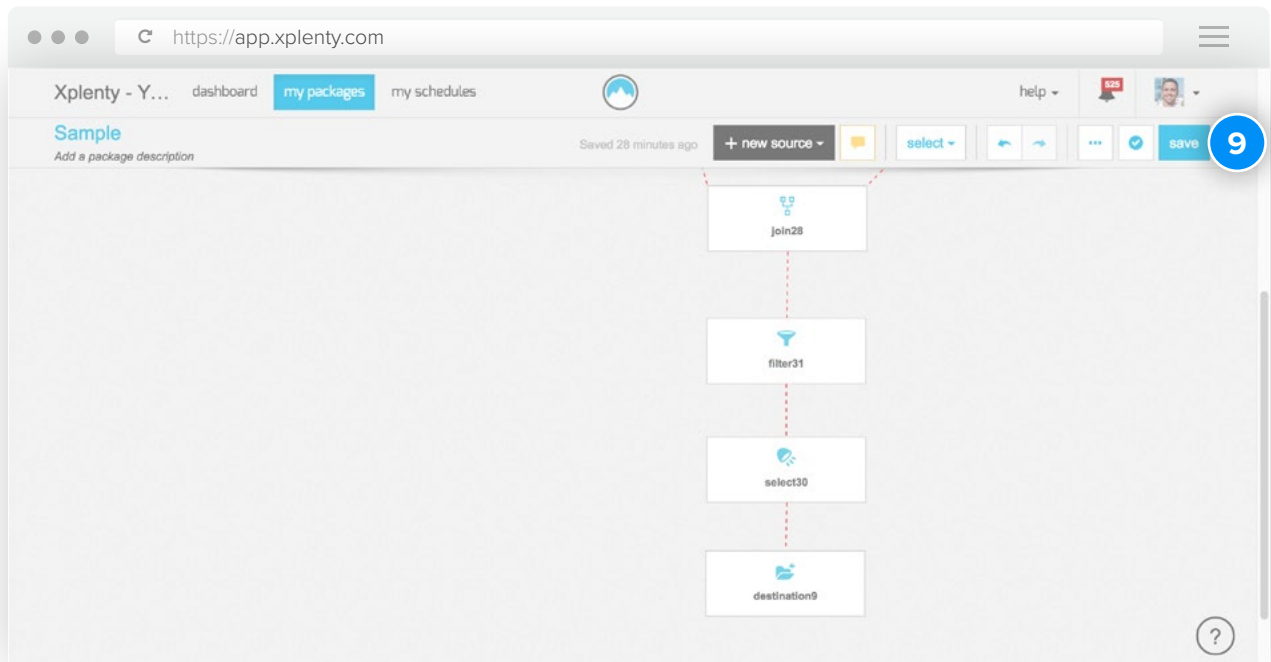 https://app.xplenty.com
Xplenty - Y... dashboard my packages my schedules help 525
Sample
Add a package description
Saved 28 minutes ago + new source select ... save 9
join28
filter31
select30
destination9
?